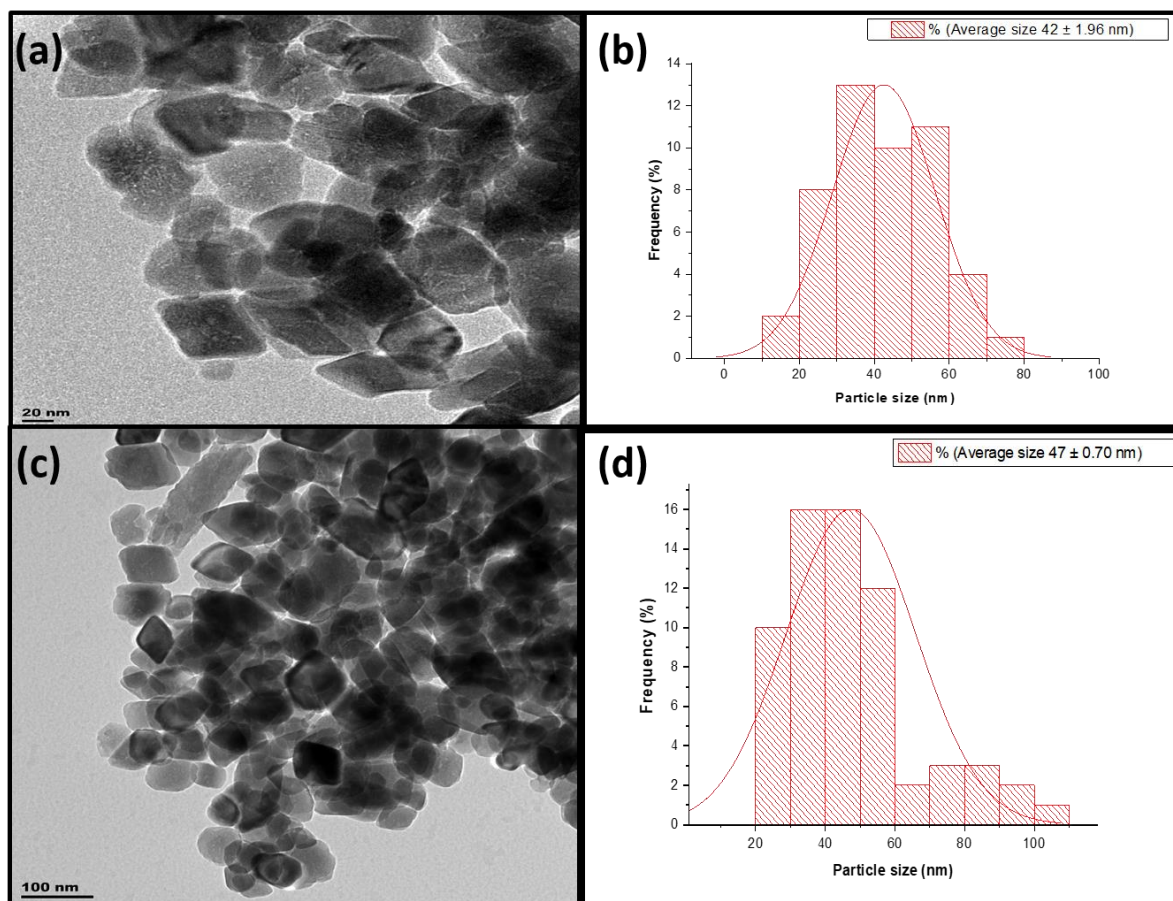 (a)
20 nm
(b)
% (Average size 42 ± 1.96 nm)
14
12
10
8
6
4
2
0
Frequency (%)
0 20 40 60 80 100
Particle size (nm)
(c)
100 nm
(d)
% (Average size 47 ± 0.70 nm)
16
14
12
10
8
6
4
2
0
Frequency (%)
20 40 60 80 100
Particle size (nm)